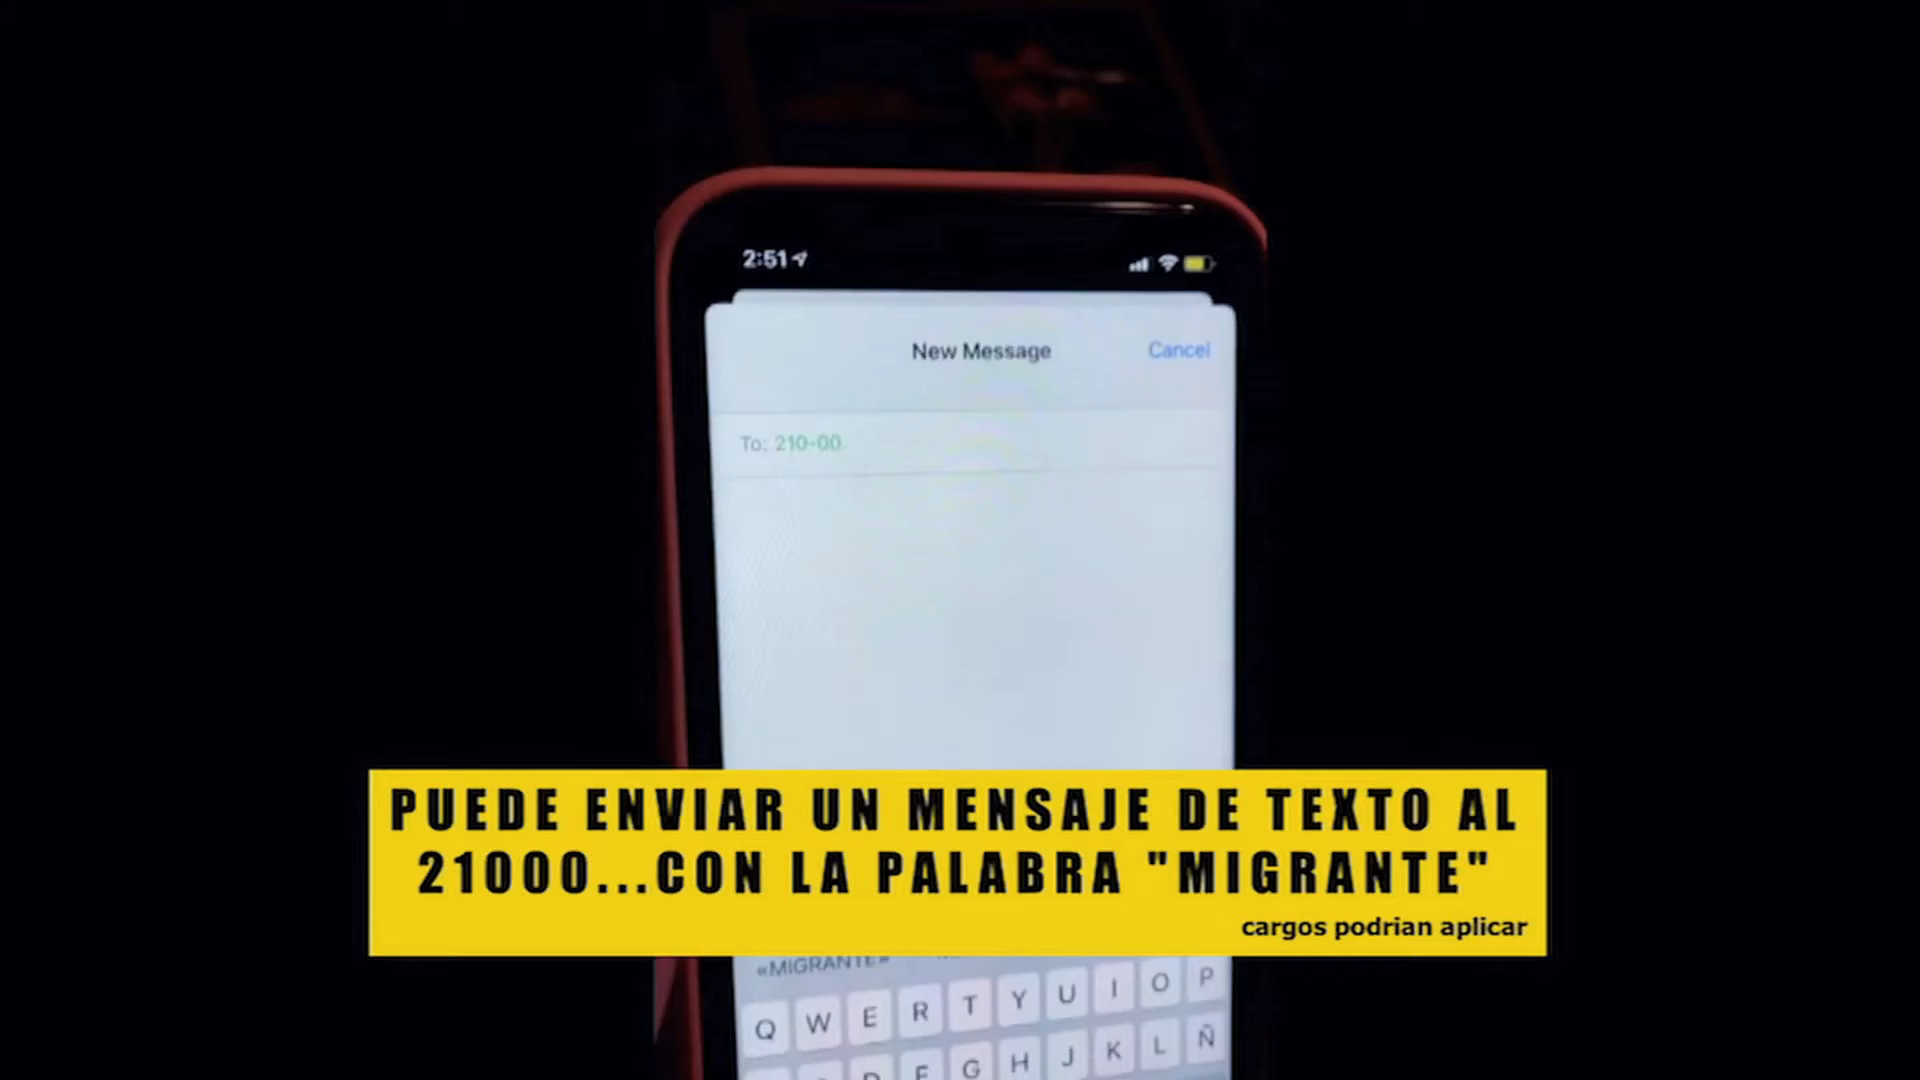 2:51
New Message
Cancel
To: 210-00
PUEDE ENVIAR UN MENSAJE DE TEXTO AL
21000...CON LA PALABRA "MIGRANTE"
cargos podrian aplicar
«MIGRANTE»
Q W E R T Y U I O P
D F G H J K L Ñ